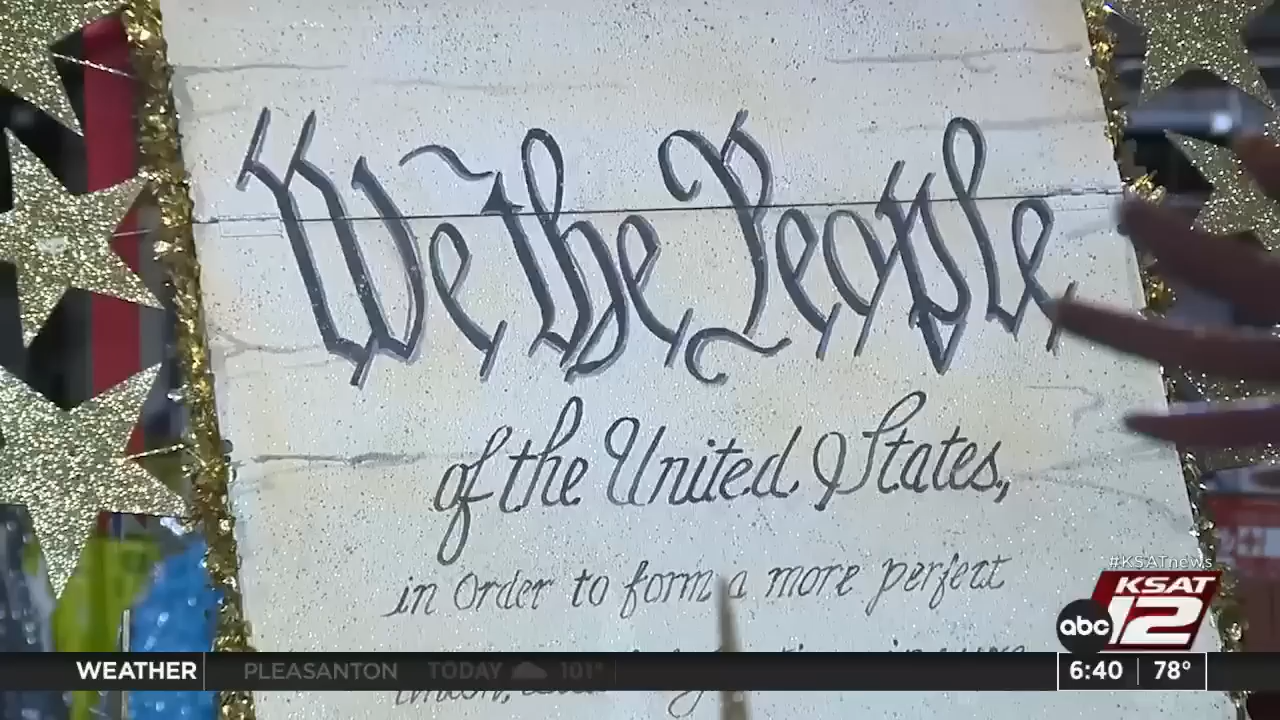 We the People
of the United States,
in Order to form a more perfect
#KSATnews
KSAT
abc 12
WEATHER PLEASANTON TODAY 101° 6:40 78°